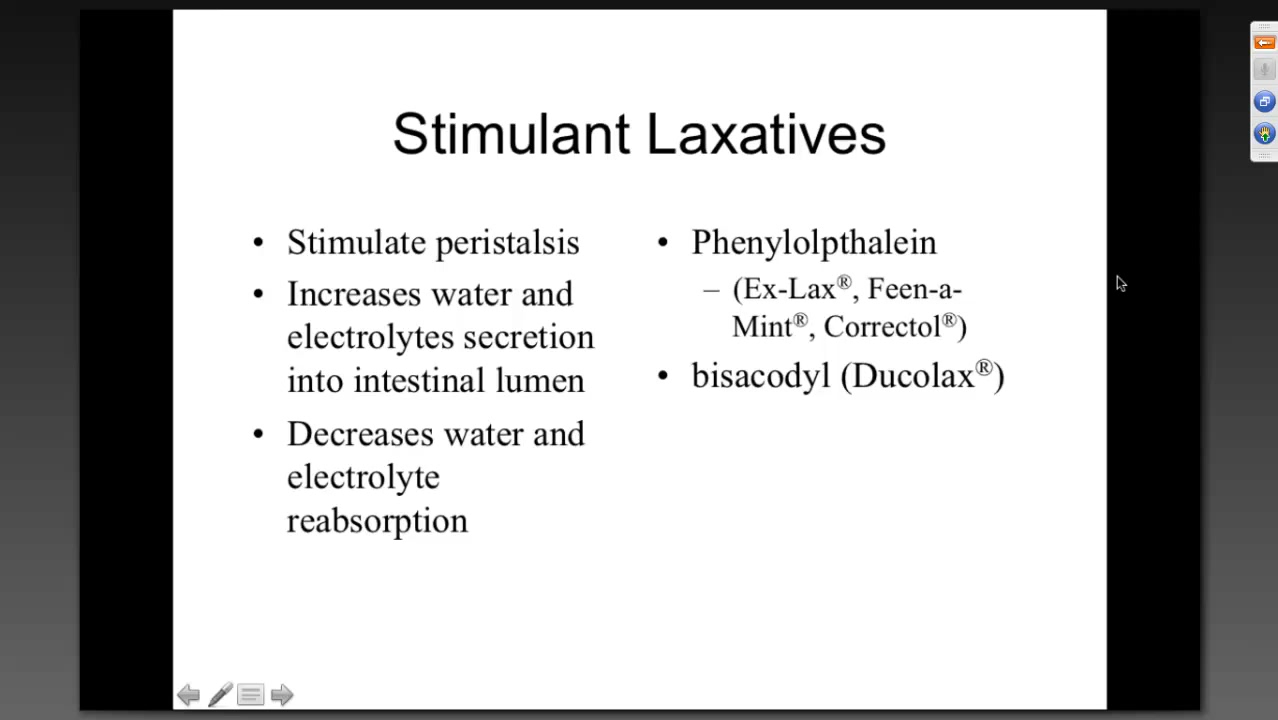 Stimulant Laxatives
• Stimulate peristalsis
• Increases water and
electrolytes secretion
into intestinal lumen
• Decreases water and
electrolyte
reabsorption
• Phenylolpthalein
– (Ex-Lax®, Feen-a-
Mint®, Correctol®)
• bisacodyl (Ducolax®)